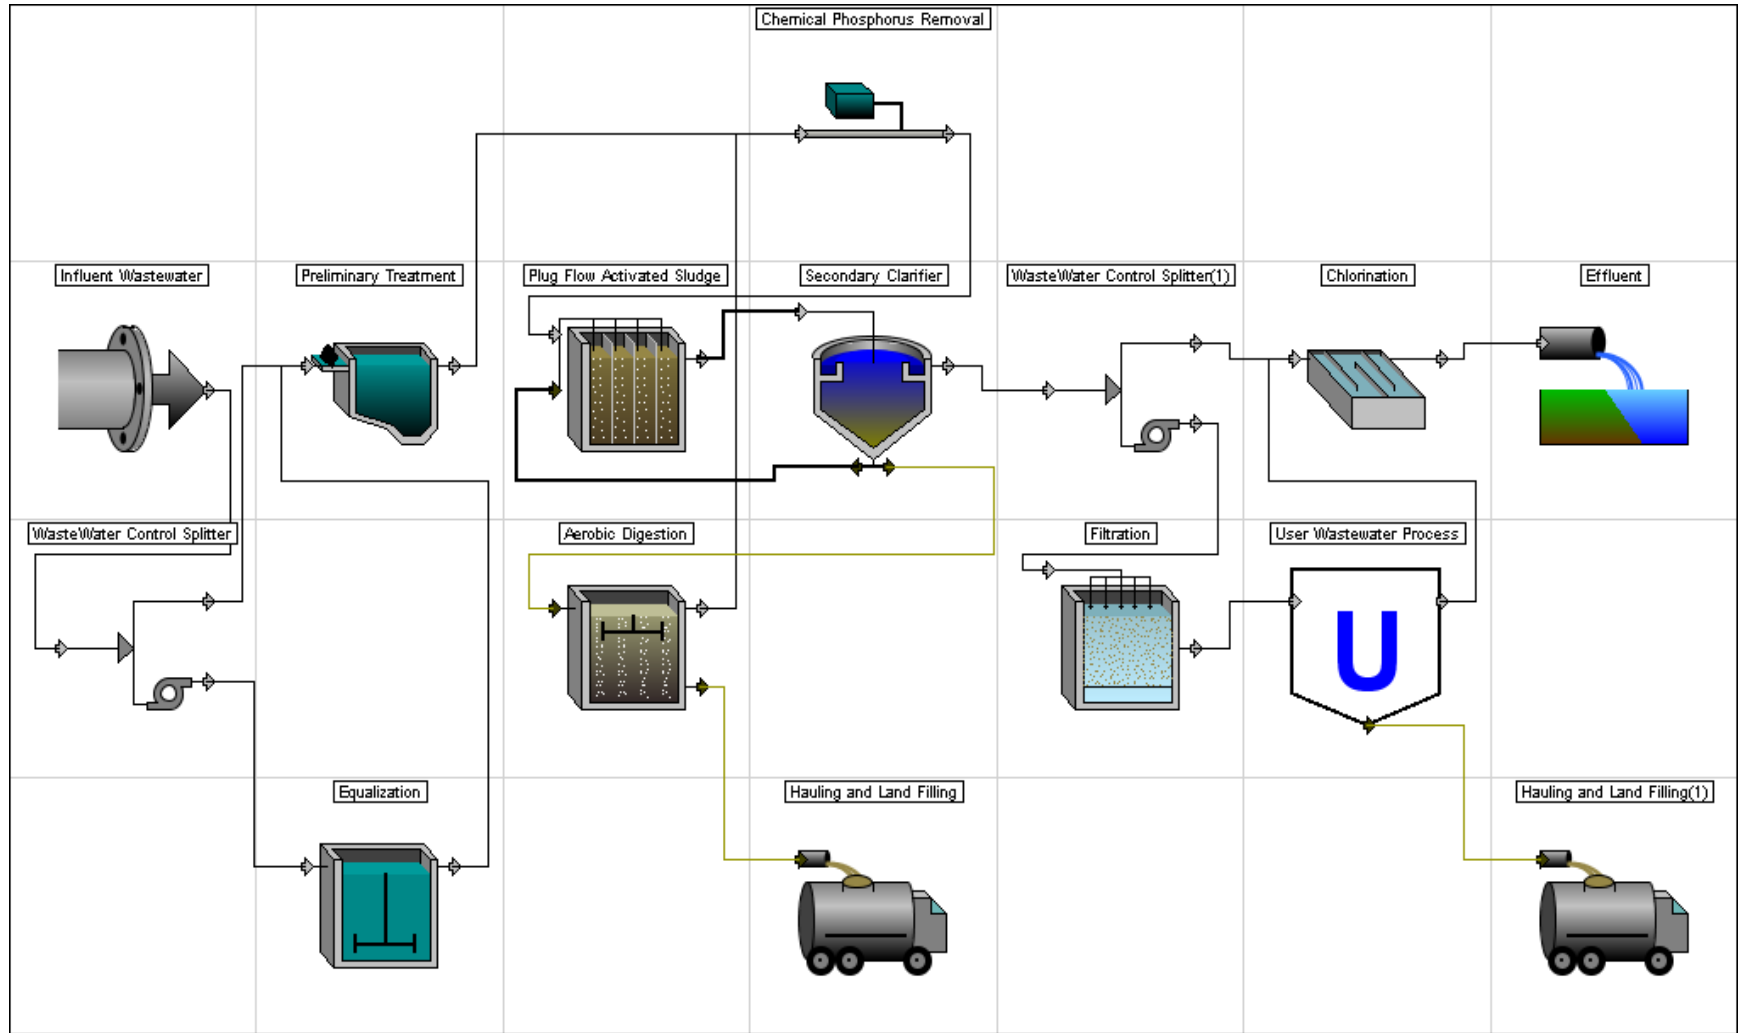 Chemical Phosphorus Removal
Influent Wastewater
Preliminary Treatment
Plug Flow Activated Sludge
Secondary Clarifier
WasteWater Control Splitter(1)
Chlorination
Effluent
WasteWater Control Splitter
Aerobic Digestion
Filtration
User Wastewater Process
U
Equalization
Hauling and Land Filling
Hauling and Land Filling(1)